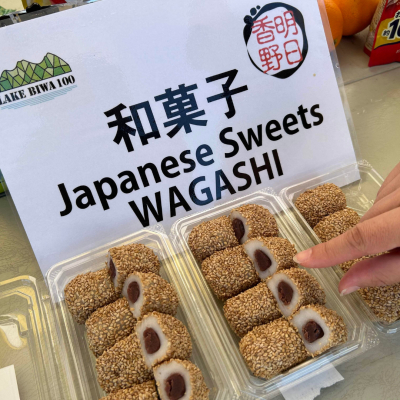 LAKE BIWA 100
明日
香野
和菓子
Japanese Sweets
WAGASHI